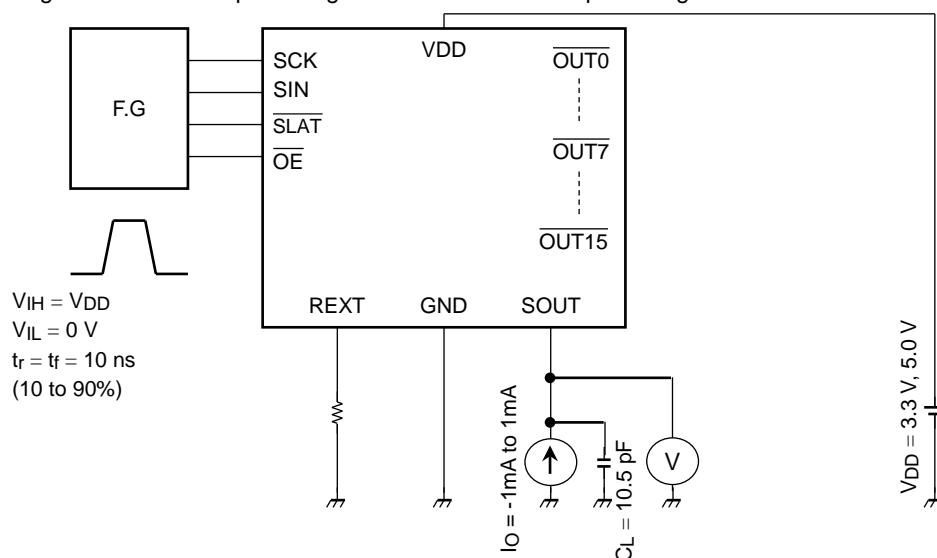 F.G
SCK
SIN
SLAT
OE
VDD
OUT0
OUT7
OUT15
REXT
GND
SOUT
VIH = VDD
VIL = 0 V
tr = tf = 10 ns
(10 to 90%)
IO = -1mA to 1mA
CL = 10.5 pF
V
VDD = 3.3 V, 5.0 V